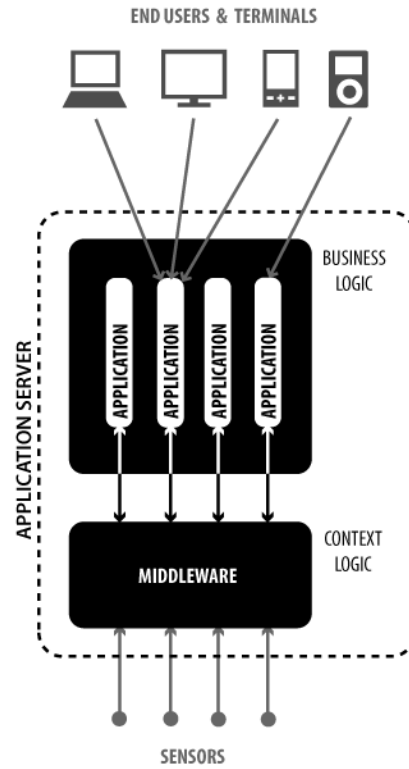 END USERS & TERMINALS
BUSINESS
LOGIC
APPLICATION
APPLICATION
APPLICATION
APPLICATION
APPLICATION SERVER
CONTEXT
LOGIC
MIDDLEWARE
SENSORS